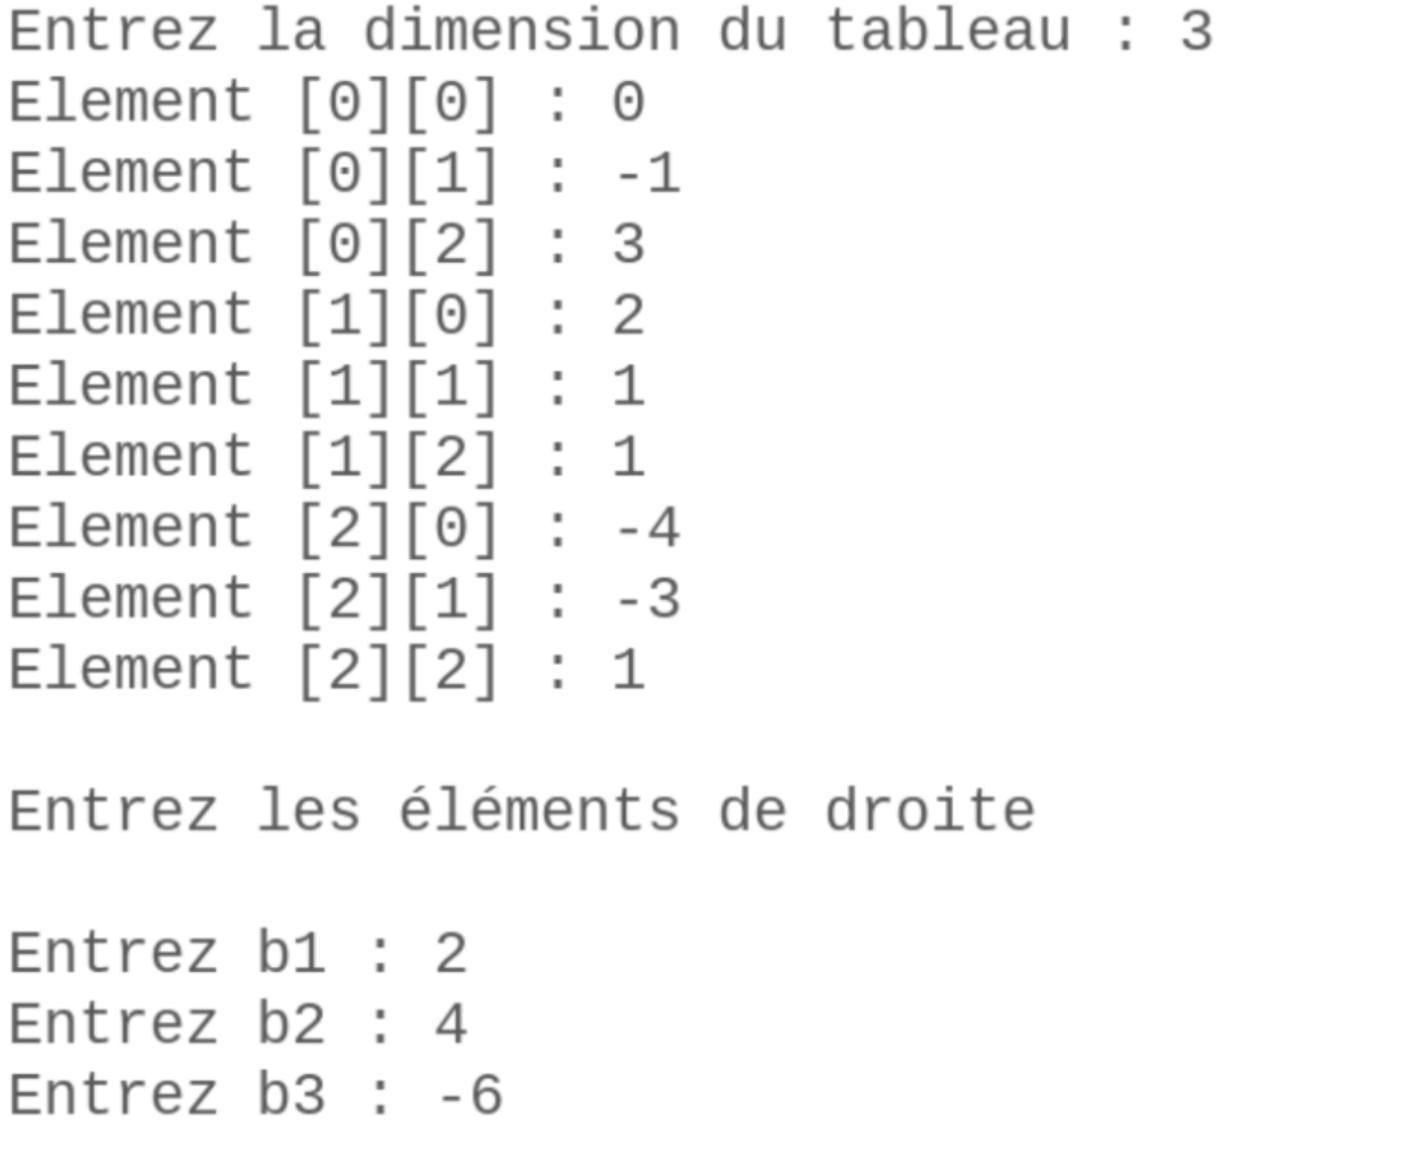 Entrez la dimension du tableau : 3
Element [0][0] : 0
Element [0][1] : -1
Element [0][2] : 3
Element [1][0] : 2
Element [1][1] : 1
Element [1][2] : 1
Element [2][0] : -4
Element [2][1] : -3
Element [2][2] : 1
Entrez les éléments de droite
Entrez b1 : 2
Entrez b2 : 4
Entrez b3 : -6